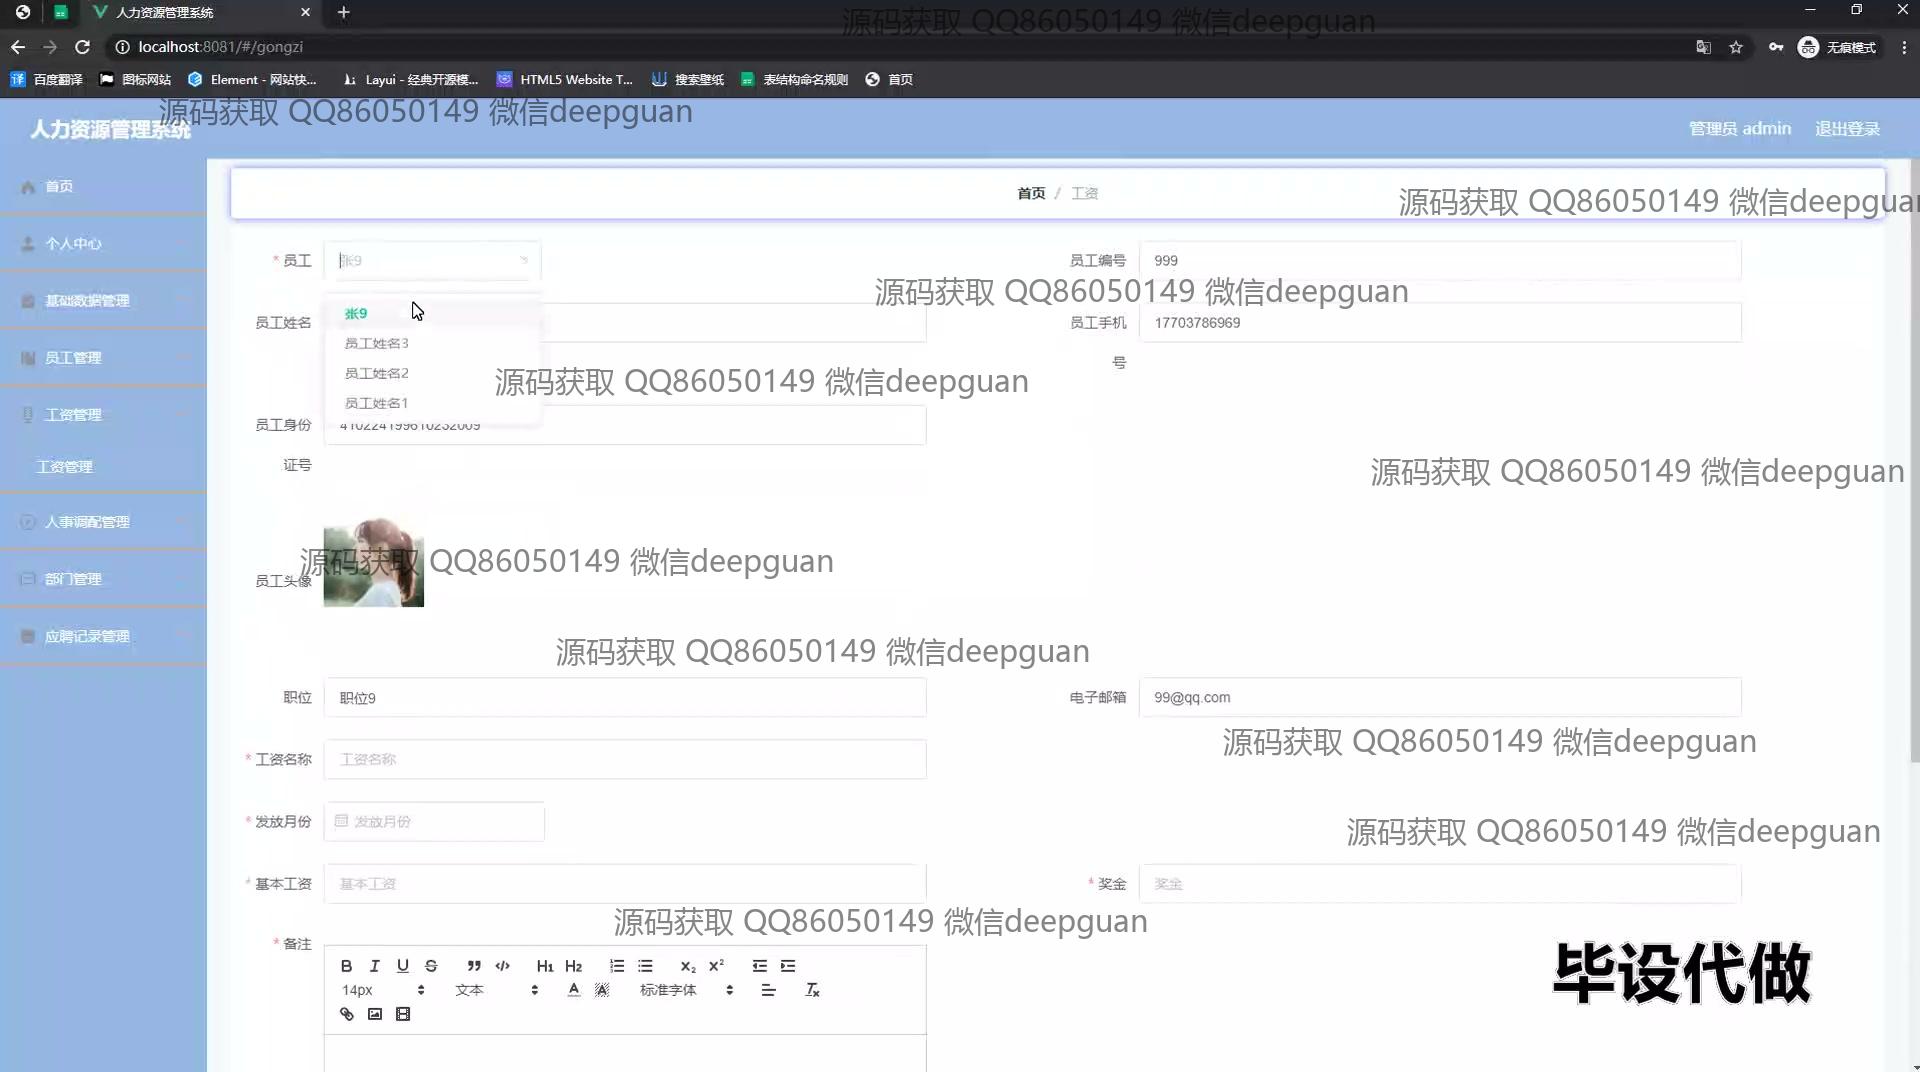 人力资源管理系统
源码获取 QQ86050149 微信deepguan
localhost:8081/#/gongzi
无痕模式
百度翻译 图标网站 Element - 网站快... Layui - 经典开源模... HTML5 Website T... 搜索壁纸 表结构命名规则 首页
源码获取 QQ86050149 微信deepguan
人力资源管理系统
管理员 admin 退出登录
首页
首页 / 工资
源码获取 QQ86050149 微信deepguan
个人中心
* 员工 张9
员工编号 999
源码获取 QQ86050149 微信deepguan
基础数据管理
张9
员工姓名
员工手机号 17703786969
员工姓名3
员工管理
员工姓名2
源码获取 QQ86050149 微信deepguan
员工姓名1
工资管理
员工身份证号 410224199610232009
工资管理
源码获取 QQ86050149 微信deepguan
人事调配管理
源码获取 QQ86050149 微信deepguan
部门管理
员工头像
应聘记录管理
源码获取 QQ86050149 微信deepguan
职位 职位9
电子邮箱 99@qq.com
源码获取 QQ86050149 微信deepguan
* 工资名称 工资名称
* 发放月份 发放月份
源码获取 QQ86050149 微信deepguan
* 基本工资 基本工资
* 奖金 奖金
源码获取 QQ86050149 微信deepguan
* 备注
B I U S H1 H2 x2 x2
14px 文本 A A 标准字体
毕设代做